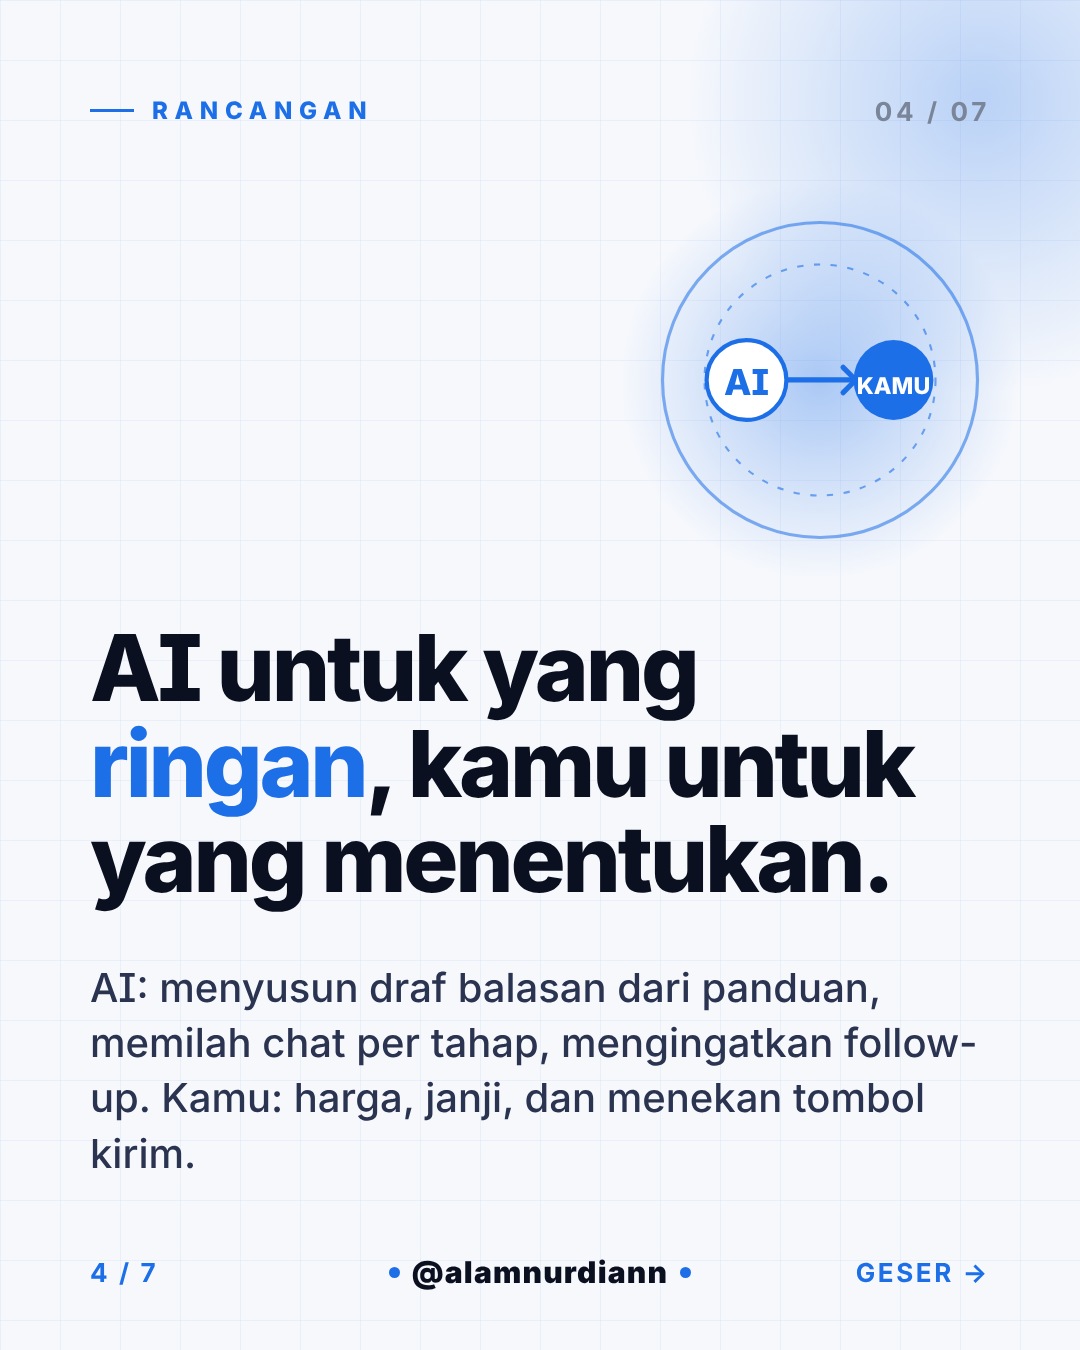 RANCANGAN
04 / 07
AI
KAMU
AI untuk yang
ringan, kamu untuk
yang menentukan.
AI: menyusun draf balasan dari panduan,
memilah chat per tahap, mengingatkan follow-
up. Kamu: harga, janji, dan menekan tombol
kirim.
4 / 7
@alamnurdiann
GESER →